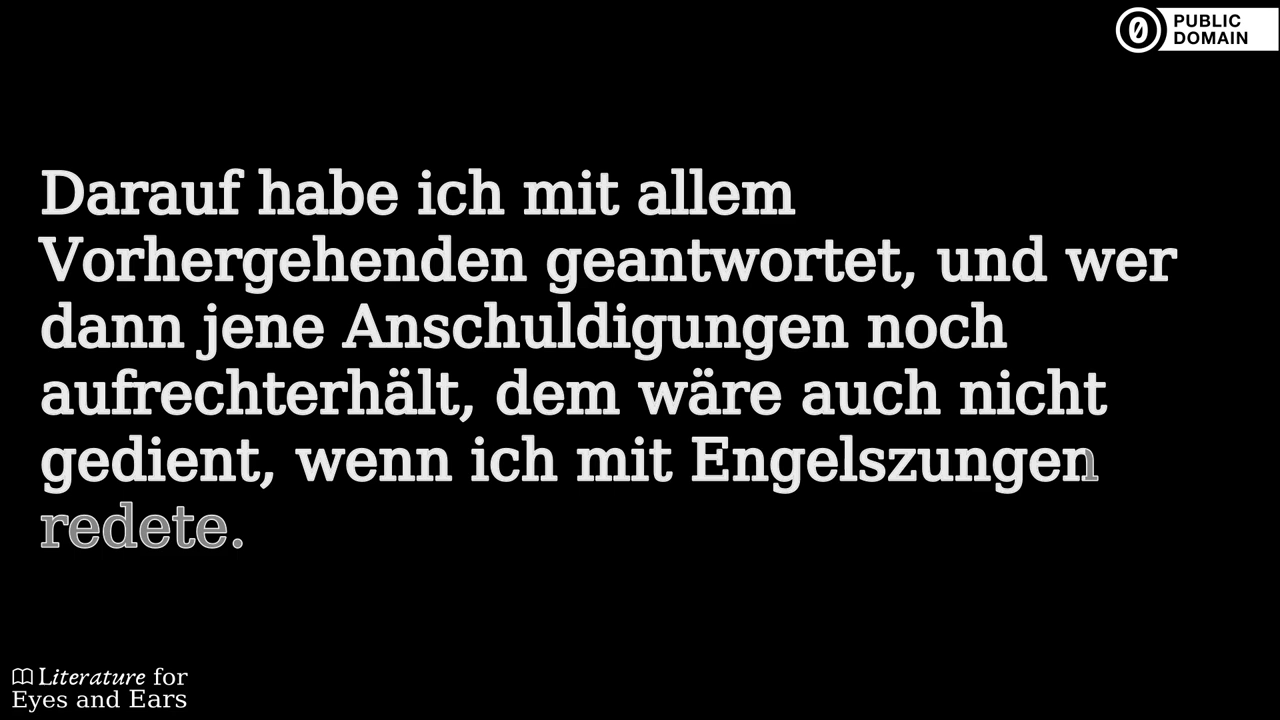 PUBLIC
DOMAIN
Darauf habe ich mit allem
Vorhergehenden geantwortet, und wer
dann jene Anschuldigungen noch
aufrechterhält, dem wäre auch nicht
gedient, wenn ich mit Engelszungen
redete.
Literature for
Eyes and Ears